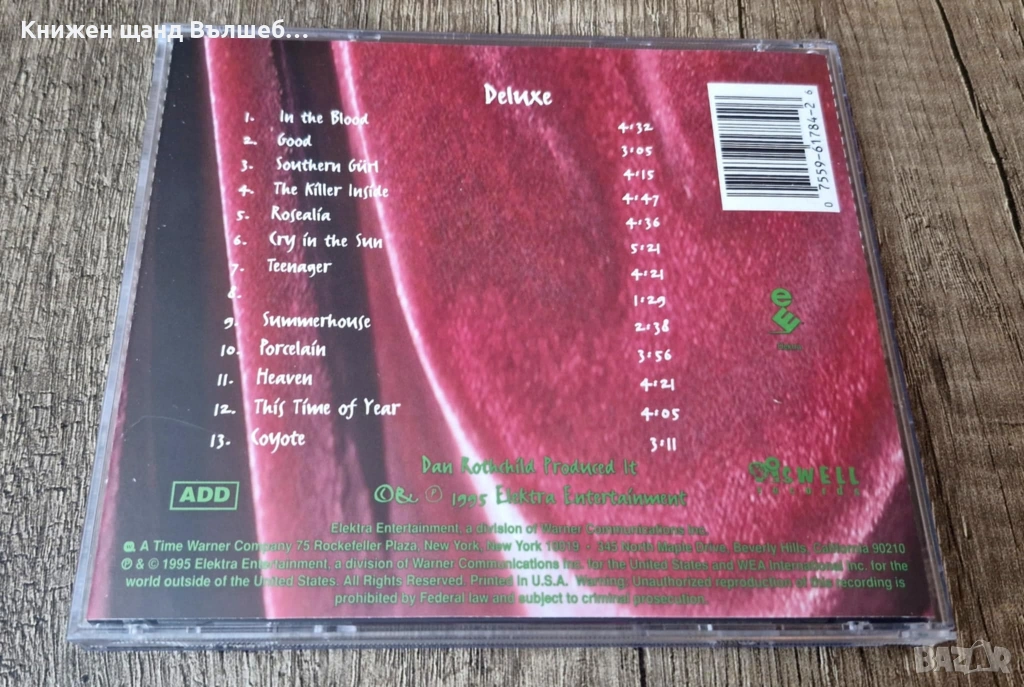 Книжен щанд Вълшеб...
Deluxe
1. In the Blood 4:32
2. Good 3:05
3. Southern Gürl 4:15
4. The Killer Inside 4:47
5. Rosealia 4:36
6. Cry in the Sun 5:21
7. Teenager 4:21
8. 1:29
9. Summerhouse 2:38
10. Porcelain 3:56
11. Heaven 4:21
12. This Time of Year 4:05
13. Coyote 3:11
0 7559-61784-2 6
Dan Rothchild Produced It
©& ℗ 1995 Elektra Entertainment
ADD
SWELL
records
Elektra Entertainment, a division of Warner Communications Inc.
A Time Warner Company 75 Rockefeller Plaza, New York, New York 10019 • 345 North Maple Drive, Beverly Hills, California 90210
℗ & © 1995 Elektra Entertainment, a division of Warner Communications Inc. for the United States and WEA International Inc. for the
world outside of the United States. All Rights Reserved. Printed in U.S.A. Warning: Unauthorized reproduction of this recording is
prohibited by Federal law and subject to criminal prosecution.
BAZAR